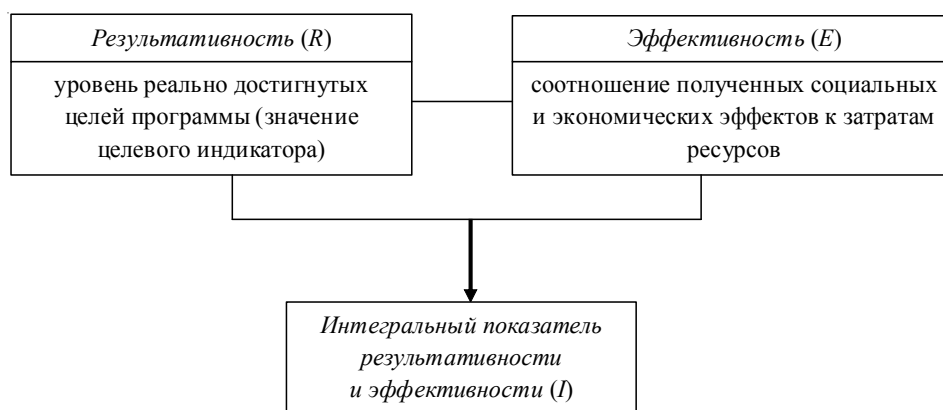 Результативность (R)
уровень реально достигнутых
целей программы (значение
целевого индикатора)
Эффективность (E)
соотношение полученных социальных
и экономических эффектов к затратам
ресурсов
Интегральный показатель
результативности
и эффективности (I)